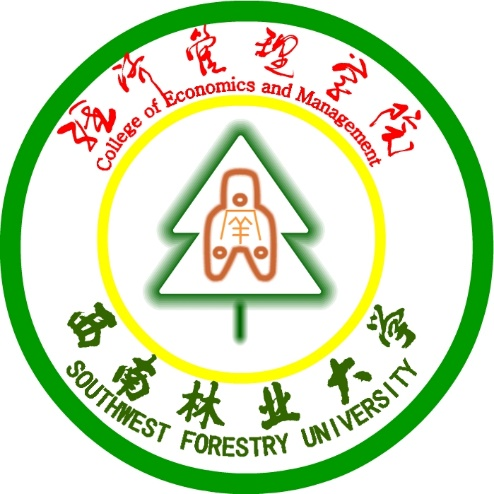 经济管理学院
College of Economics and Management
西南林业大学
SOUTHWEST FORESTRY UNIVERSITY